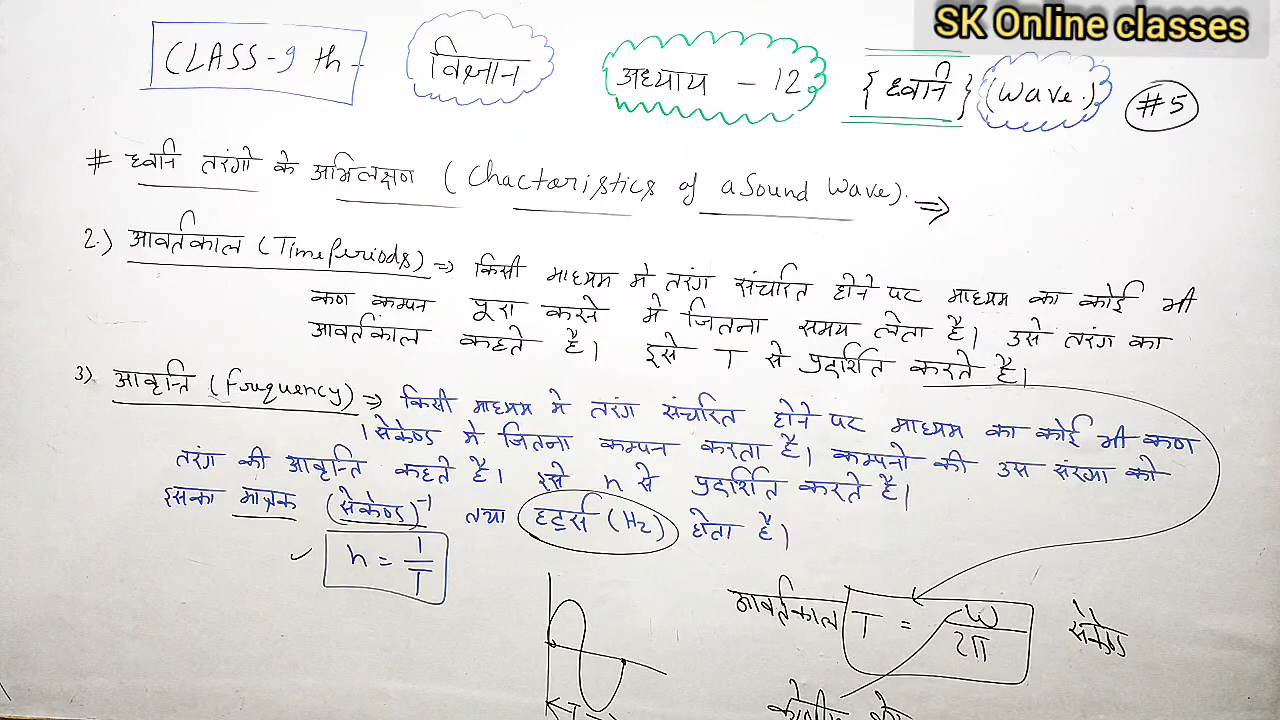 SK Online classes
CLASS-9 th- विज्ञान अध्याय - 12 {ध्वनि} (Wave.) #5
# ध्वनि तरंगो के अभिलक्षण (Chactoristics of a Sound Wave). ⇒
2.) आवर्तकाल (Time Periods) ⇒ किसी माध्यम मे तरंग संचरित होने पर माध्यम का कोई भी
कण कम्पन पूरा करने मे जितना समय लेता है। उसे तरंग का
आवर्तकाल कहते है। इसे T से प्रदर्शित करते है।
3) आवृत्ति (Frequency) ⇒ किसी माध्यम मे तरंग संचरित होने पर माध्यम का कोई भी कण
1 सेकेण्ड मे जितना कम्पन करता है। कम्पनो की उस संख्या को
तरंग की आवृत्ति कहते है। इसे n से प्रदर्शित करते है।
इसका मात्रक (सेकेण्ड)⁻¹ तथा हर्ट्स (Hz) होता है।
n = 1/T
आवर्तकाल T = ω/2π सेकेण्ड
T